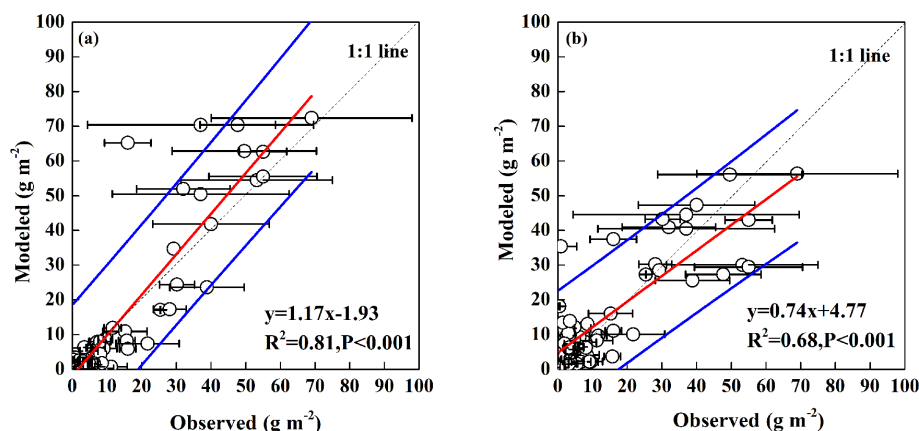 100
90
80
70
60
50
40
30
20
10
0
Modeled (g m⁻²)
(a)
1:1 line
y=1.17x-1.93
R²=0.81,P<0.001
0 10 20 30 40 50 60 70 80 90 100
Observed (g m⁻²)
100
90
80
70
60
50
40
30
20
10
0
Modeled (g m⁻²)
(b)
1:1 line
y=0.74x+4.77
R²=0.68,P<0.001
0 10 20 30 40 50 60 70 80 90 100
Observed (g m⁻²)